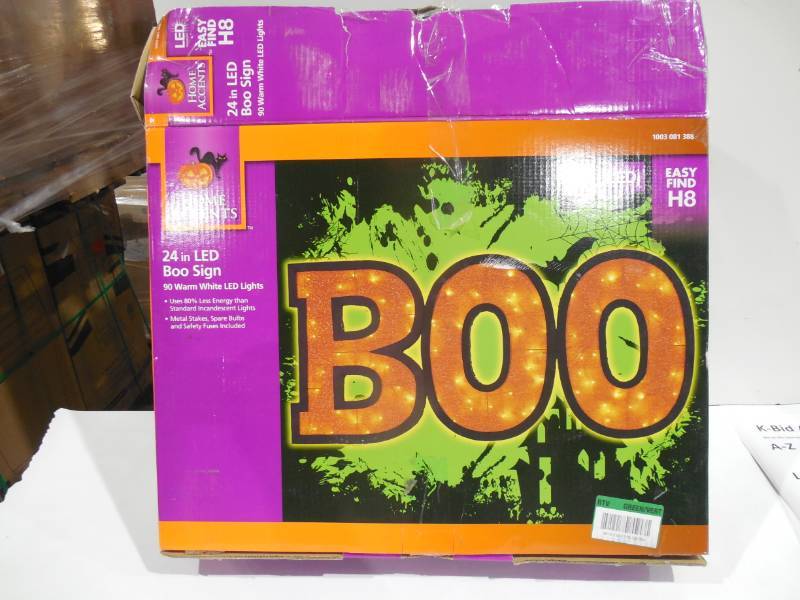 LED
EASY
FIND
H8
HOME
ACCENTS
24 in LED
Boo Sign
90 Warm White LED Lights
1003 081 386
EASY
FIND
H8
HOME
ACCENTS
24 in LED
Boo Sign
90 Warm White LED Lights
• Uses 80% Less Energy than
Standard Incandescent Lights
• Metal Stakes, Spare Bulbs
and Safety Fuses Included
BOO
RTV GREEN/VERT
K-Bid
A-Z